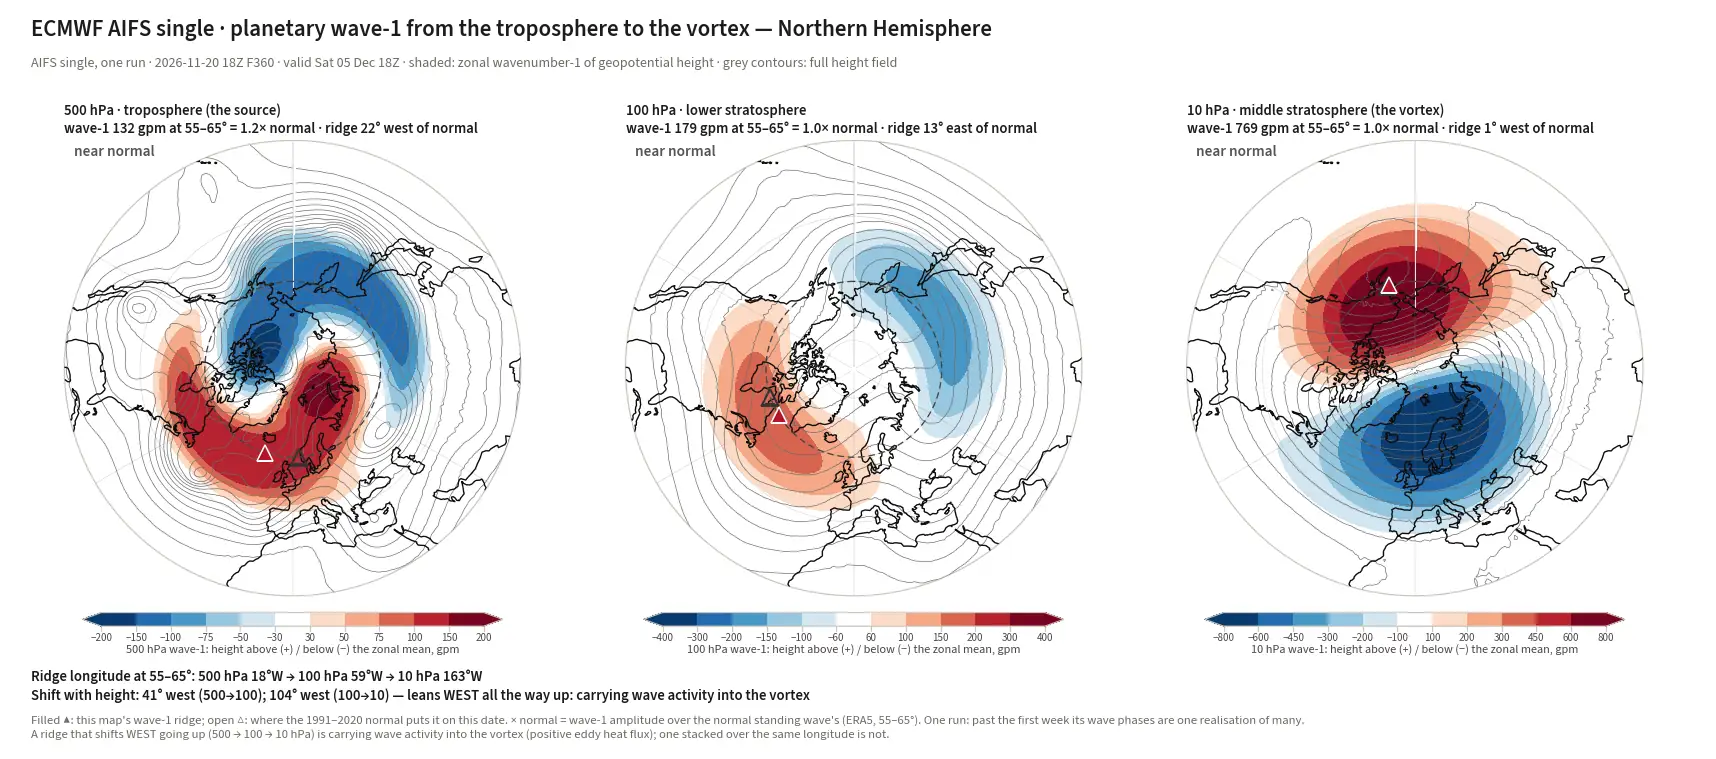 ECMWF AIFS single · planetary wave-1 from the troposphere to the vortex — Northern Hemisphere
AIFS single, one run · 2026-11-20 18Z F360 · valid Sat 05 Dec 18Z · shaded: zonal wavenumber-1 of geopotential height · grey contours: full height field
500 hPa · troposphere (the source)
wave-1 132 gpm at 55–65° = 1.2× normal · ridge 22° west of normal
near normal
100 hPa · lower stratosphere
wave-1 179 gpm at 55–65° = 1.0× normal · ridge 13° east of normal
near normal
10 hPa · middle stratosphere (the vortex)
wave-1 769 gpm at 55–65° = 1.0× normal · ridge 1° west of normal
near normal
−200 −150 −100 −75 −50 −30 30 50 75 100 150 200
500 hPa wave-1: height above (+) / below (−) the zonal mean, gpm
−400 −300 −200 −150 −100 −60 60 100 150 200 300 400
100 hPa wave-1: height above (+) / below (−) the zonal mean, gpm
−800 −600 −450 −300 −200 −100 100 200 300 450 600 800
10 hPa wave-1: height above (+) / below (−) the zonal mean, gpm
Ridge longitude at 55–65°: 500 hPa 18°W → 100 hPa 59°W → 10 hPa 163°W
Shift with height: 41° west (500→100); 104° west (100→10) — leans WEST all the way up: carrying wave activity into the vortex
Filled ▲: this map's wave-1 ridge; open △: where the 1991–2020 normal puts it on this date. × normal = wave-1 amplitude over the normal standing wave's (ERA5, 55–65°). One run: past the first week its wave phases are one realisation of many.
A ridge that shifts WEST going up (500 → 100 → 10 hPa) is carrying wave activity into the vortex (positive eddy heat flux); one stacked over the same longitude is not.